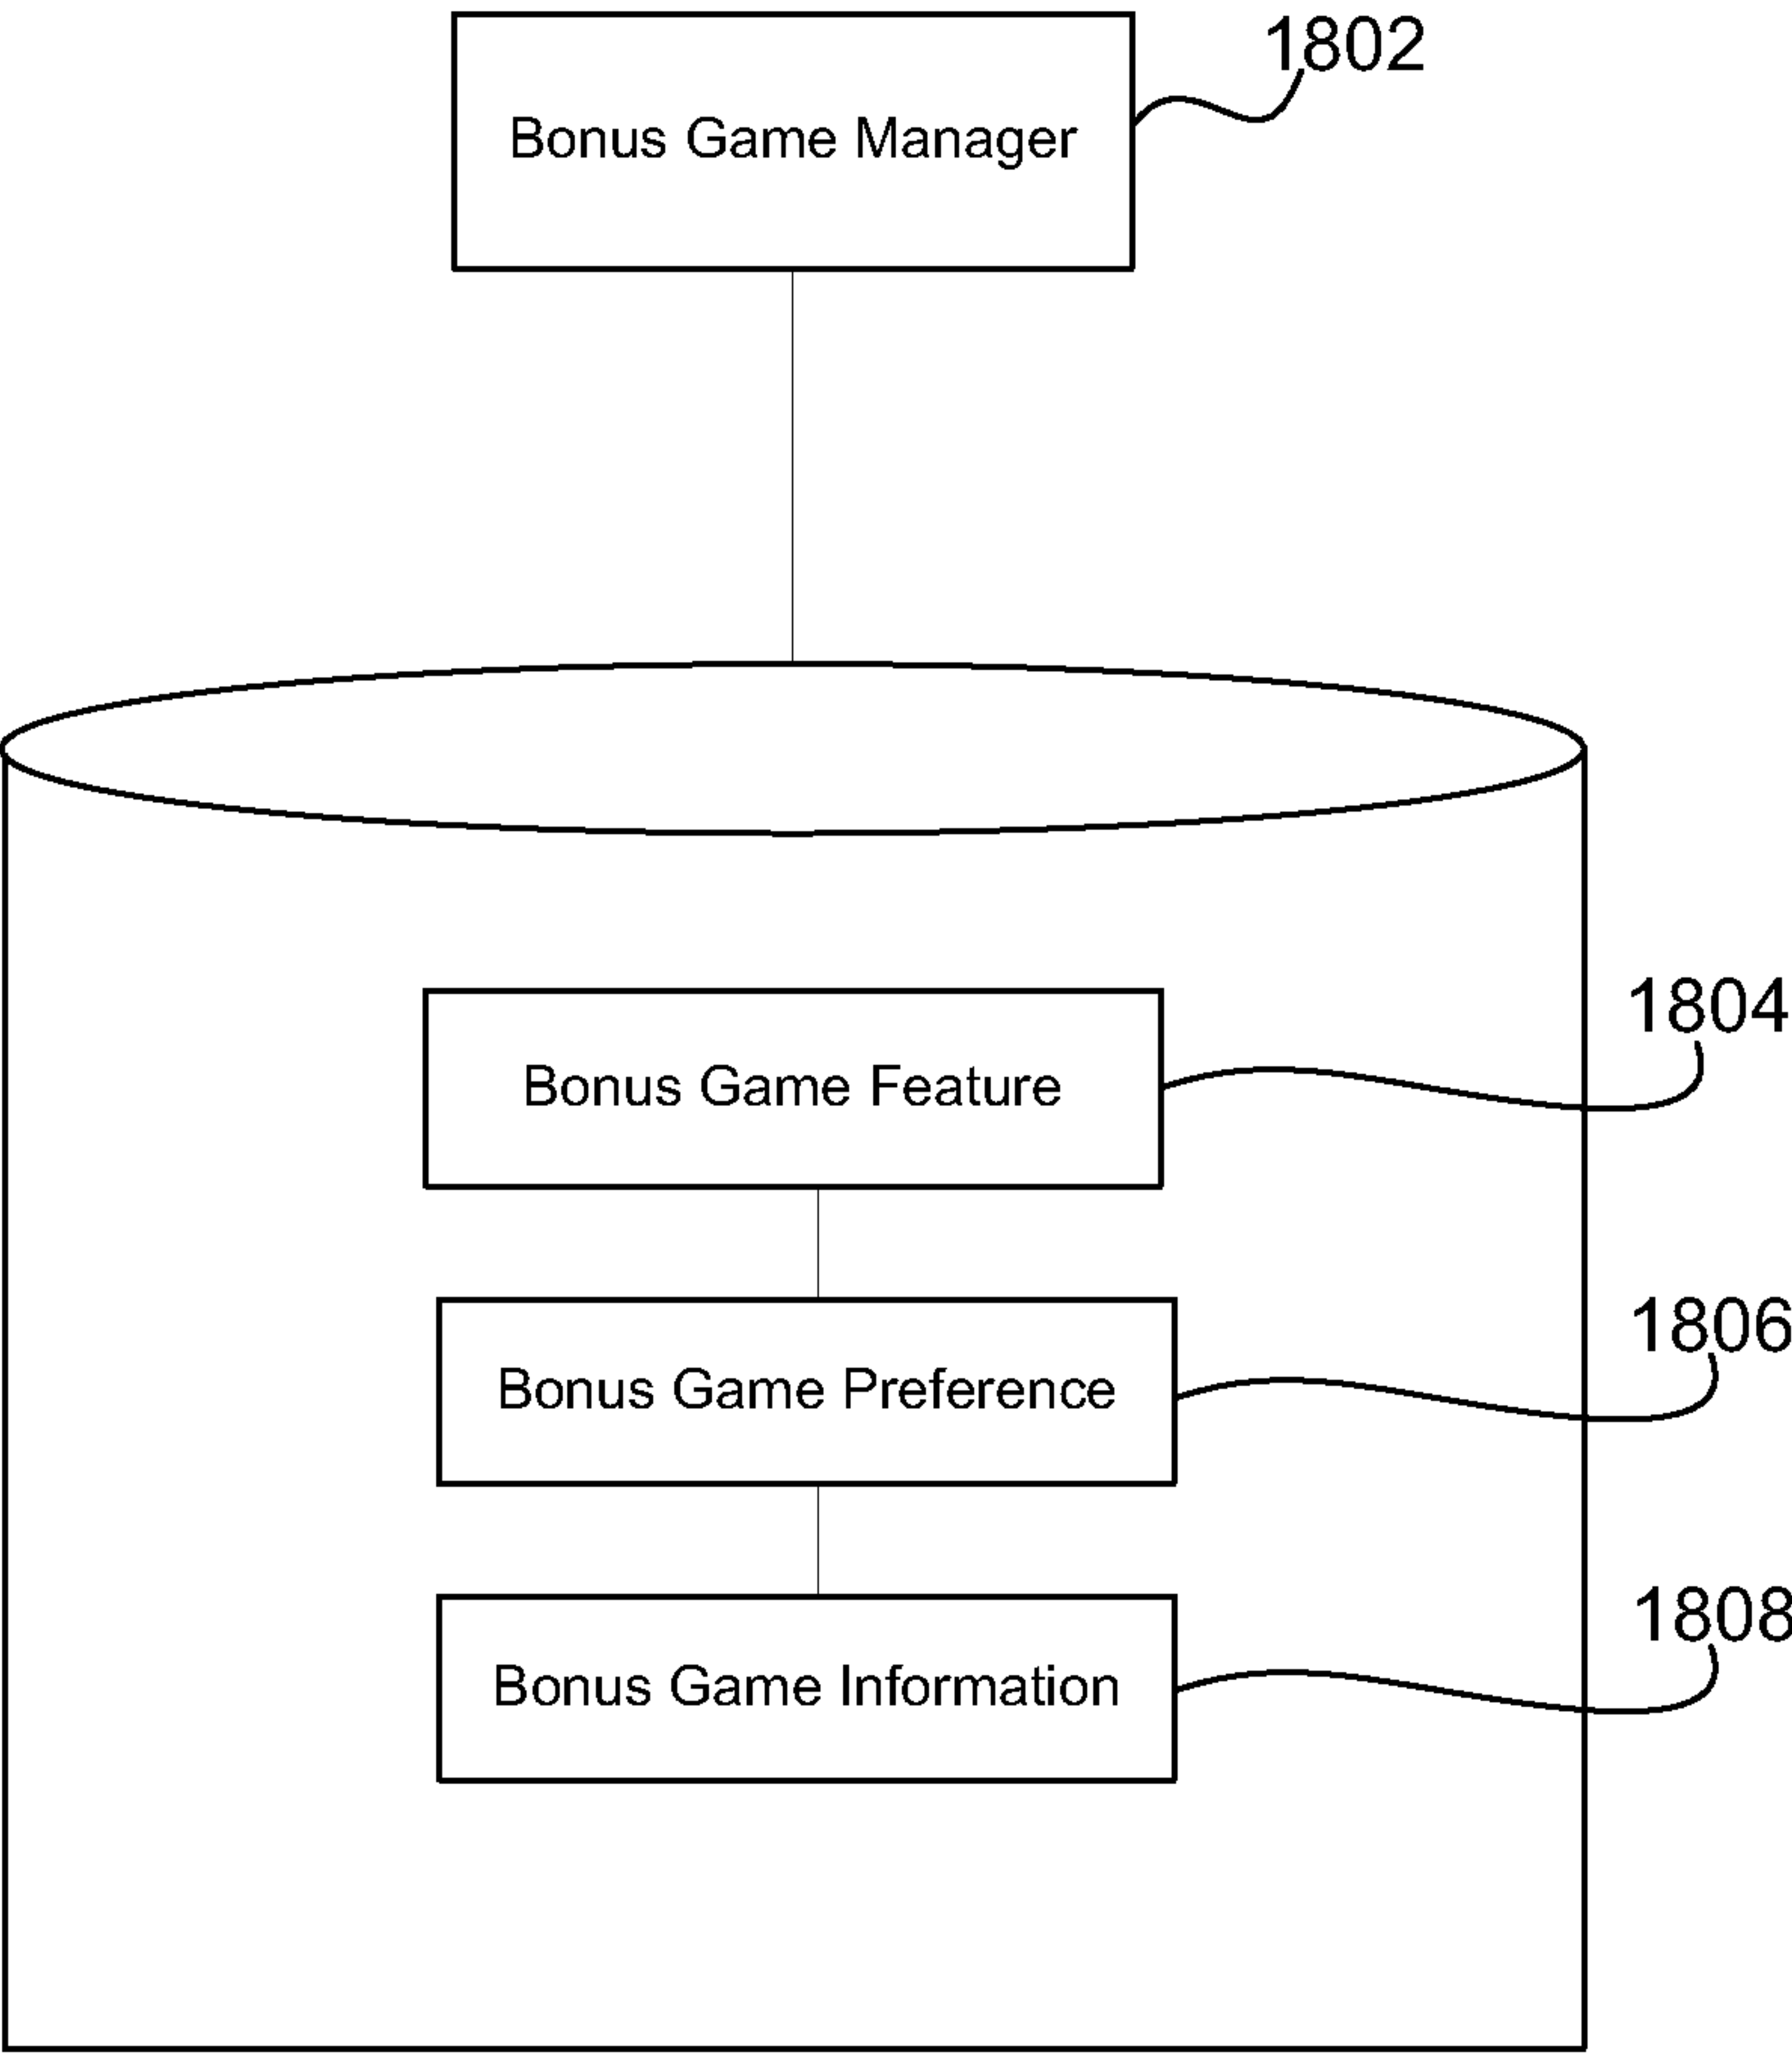 1802
Bonus Game Manager
1804
Bonus Game Feature
1806
Bonus Game Preference
1808
Bonus Game Information